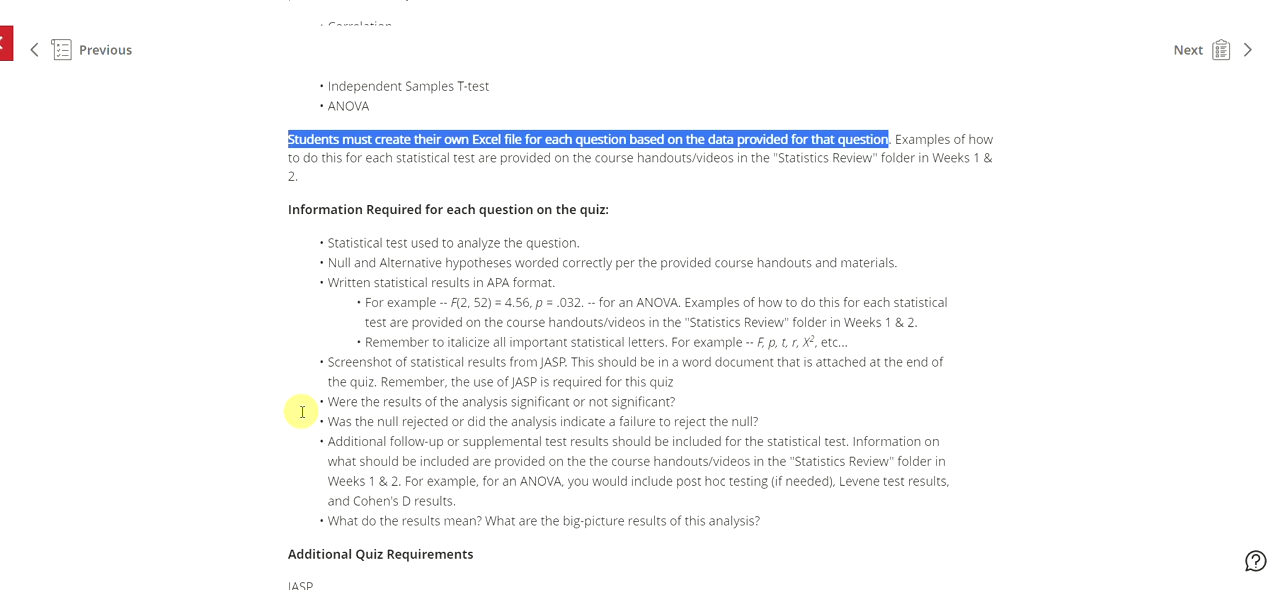 • Correlation
Previous
Next
• Independent Samples T-test
• ANOVA
Students must create their own Excel file for each question based on the data provided for that question. Examples of how
to do this for each statistical test are provided on the course handouts/videos in the "Statistics Review" folder in Weeks 1 &
2.
Information Required for each question on the quiz:
• Statistical test used to analyze the question.
• Null and Alternative hypotheses worded correctly per the provided course handouts and materials.
• Written statistical results in APA format.
• For example -- F(2, 52) = 4.56, p = .032. -- for an ANOVA. Examples of how to do this for each statistical
test are provided on the course handouts/videos in the "Statistics Review" folder in Weeks 1 & 2.
• Remember to italicize all important statistical letters. For example -- F, p, t, r, X², etc...
• Screenshot of statistical results from JASP. This should be in a word document that is attached at the end of
the quiz. Remember, the use of JASP is required for this quiz
• Were the results of the analysis significant or not significant?
• Was the null rejected or did the analysis indicate a failure to reject the null?
• Additional follow-up or supplemental test results should be included for the statistical test. Information on
what should be included are provided on the the course handouts/videos in the "Statistics Review" folder in
Weeks 1 & 2. For example, for an ANOVA, you would include post hoc testing (if needed), Levene test results,
and Cohen's D results.
• What do the results mean? What are the big-picture results of this analysis?
Additional Quiz Requirements
JASP